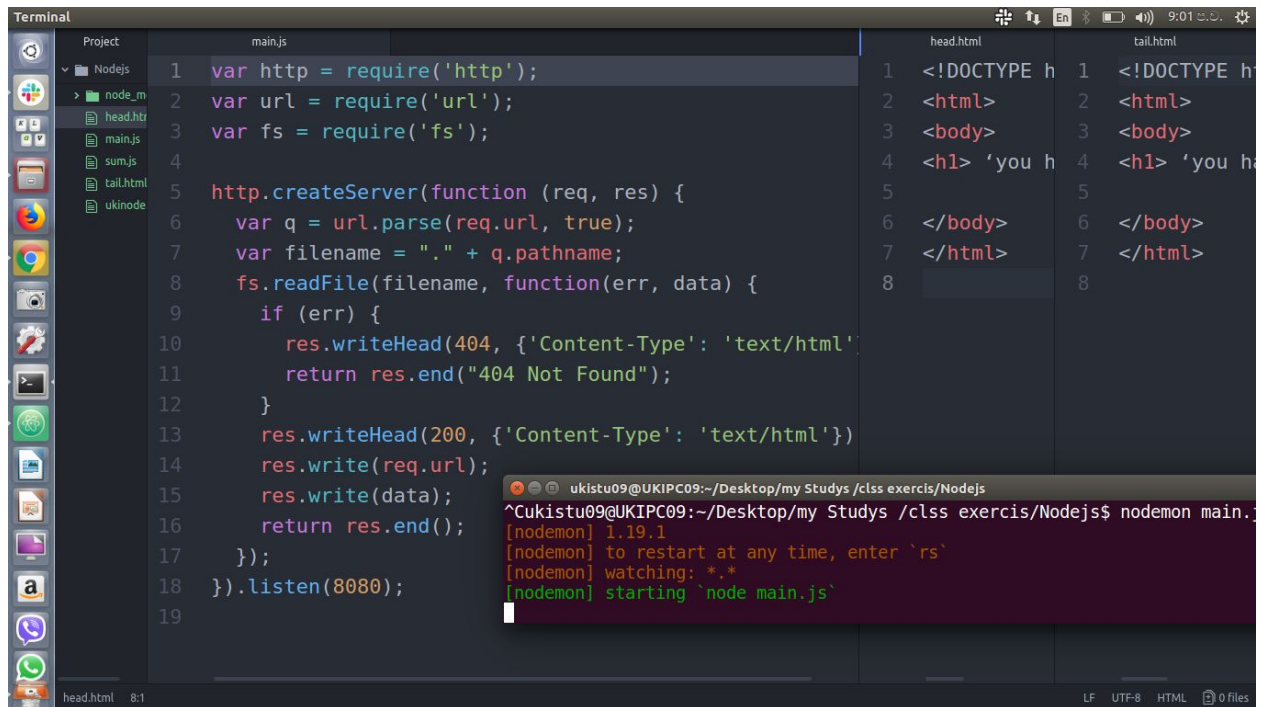 Terminal
En
9:01
Project
Nodejs
node_m
head.htm
main.js
sum.js
tail.html
ukinode
main.js
1 var http = require('http');
2 var url = require('url');
3 var fs = require('fs');
4
5 http.createServer(function (req, res) {
6 var q = url.parse(req.url, true);
7 var filename = "." + q.pathname;
8 fs.readFile(filename, function(err, data) {
9 if (err) {
10 res.writeHead(404, {'Content-Type': 'text/html'}
11 return res.end("404 Not Found");
12 }
13 res.writeHead(200, {'Content-Type': 'text/html'})
14 res.write(req.url);
15 res.write(data);
16 return res.end();
17 });
18 }).listen(8080);
19
head.html
1 <!DOCTYPE h
2 <html>
3 <body>
4 <h1> ‘you h
5
6 </body>
7 </html>
8
tail.html
1 <!DOCTYPE h
2 <html>
3 <body>
4 <h1> ‘you ha
5
6 </body>
7 </html>
8
ukistu09@UKIPC09:~/Desktop/my Studys /clss exercis/Nodejs
^Cukistu09@UKIPC09:~/Desktop/my Studys /clss exercis/Nodejs$ nodemon main.j
[nodemon] 1.19.1
[nodemon] to restart at any time, enter `rs`
[nodemon] watching: *.*
[nodemon] starting `node main.js`
head.html 8:1
LF UTF-8 HTML 0 files